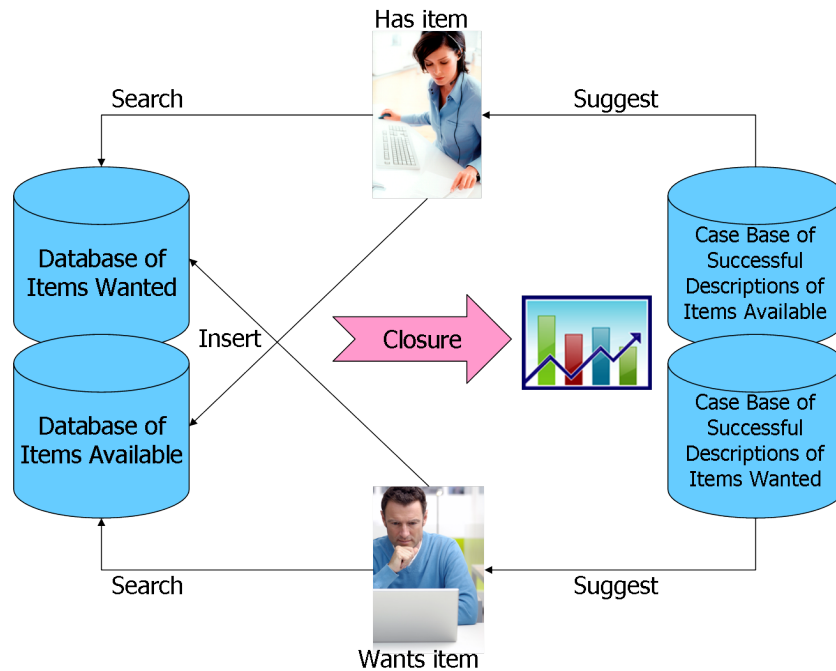 Has item
Search
Suggest
Database of
Items Wanted
Case Base of
Successful
Descriptions of
Items Available
Insert
Closure
Database of
Items Available
Case Base of
Successful
Descriptions of
Items Wanted
Search
Suggest
Wants item